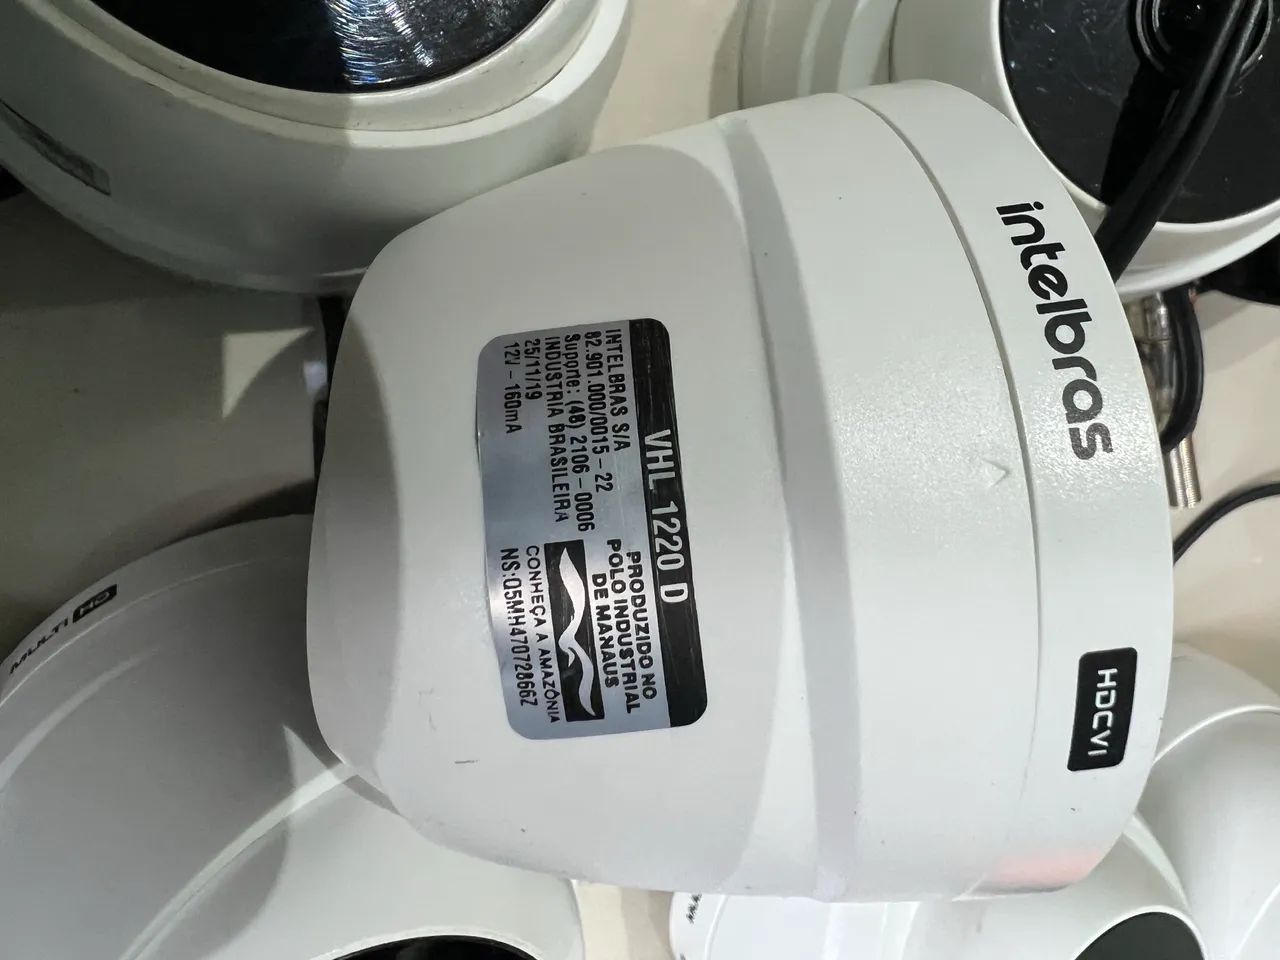 intelbras
HDCVI
VHL 1220 D
INTELBRAS S/A
82.901.000/0015-22
Suporte: (48) 2106-0006
INDUSTRIA BRASILEIRA
25/11/19
12V - 160mA
PRODUZIDO NO
POLO INDUSTRIAL
DE MANAUS
CONHEÇA A AMAZÔNIA
NS:Q5MH47072866Z
MULTI HD